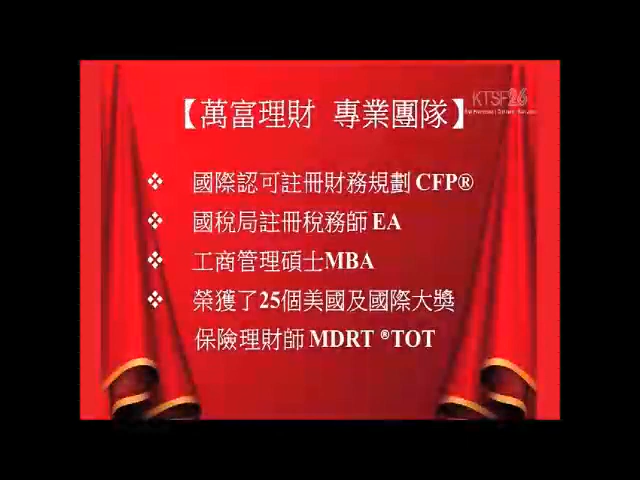 KTSF26
【萬富理財 專業團隊】
❖ 國際認可註冊財務規劃 CFP®
❖ 國稅局註冊稅務師 EA
❖ 工商管理碩士MBA
❖ 榮獲了25個美國及國際大獎
保險理財師 MDRT ®TOT